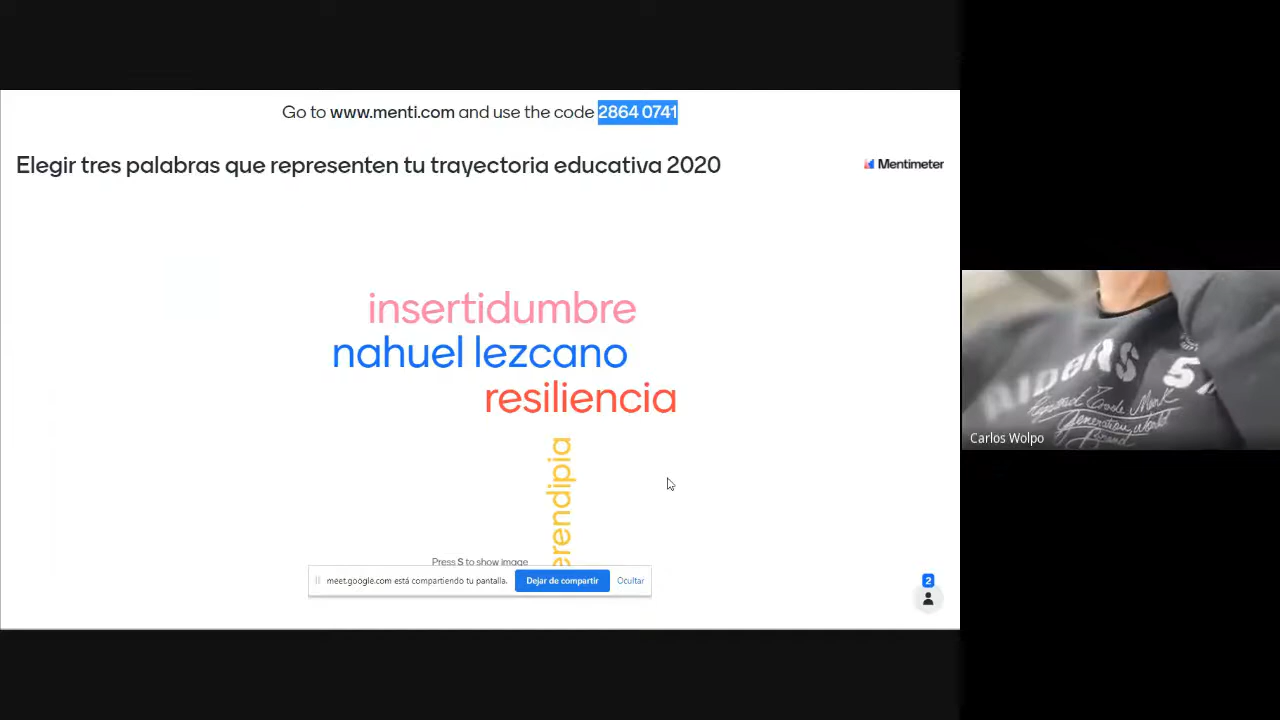 Go to www.menti.com and use the code 2864 0741
Elegir tres palabras que representen tu trayectoria educativa 2020
Mentimeter
insertidumbre
nahuel lezcano
resiliencia
erendipia
Press S to show image
meet.google.com está compartiendo tu pantalla.
Dejar de compartir
Ocultar
2
Carlos Wolpo